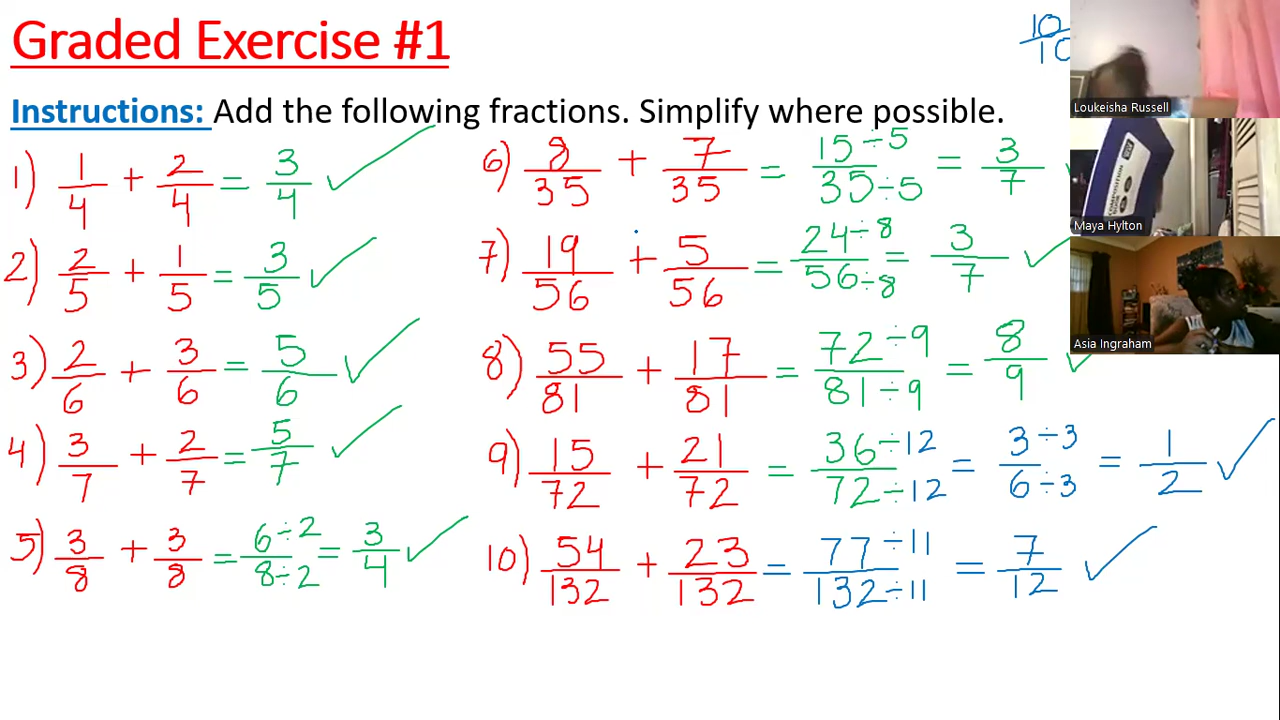 Graded Exercise #1
10/10
Instructions: Add the following fractions. Simplify where possible.
1) 1/4 + 2/4 = 3/4 ✓
2) 2/5 + 1/5 = 3/5 ✓
3) 2/6 + 3/6 = 5/6 ✓
4) 3/7 + 2/7 = 5/7 ✓
5) 3/8 + 3/8 = 6÷2/8÷2 = 3/4 ✓
6) 8/35 + 7/35 = 15÷5/35÷5 = 3/7 ✓
7) 19/56 + 5/56 = 24÷8/56÷8 = 3/7 ✓
8) 55/81 + 17/81 = 72÷9/81÷9 = 8/9 ✓
9) 15/72 + 21/72 = 36÷12/72÷12 = 3÷3/6÷3 = 1/2 ✓
10) 54/132 + 23/132 = 77÷11/132÷11 = 7/12 ✓
Loukeisha Russell
Maya Hylton
Asia Ingraham